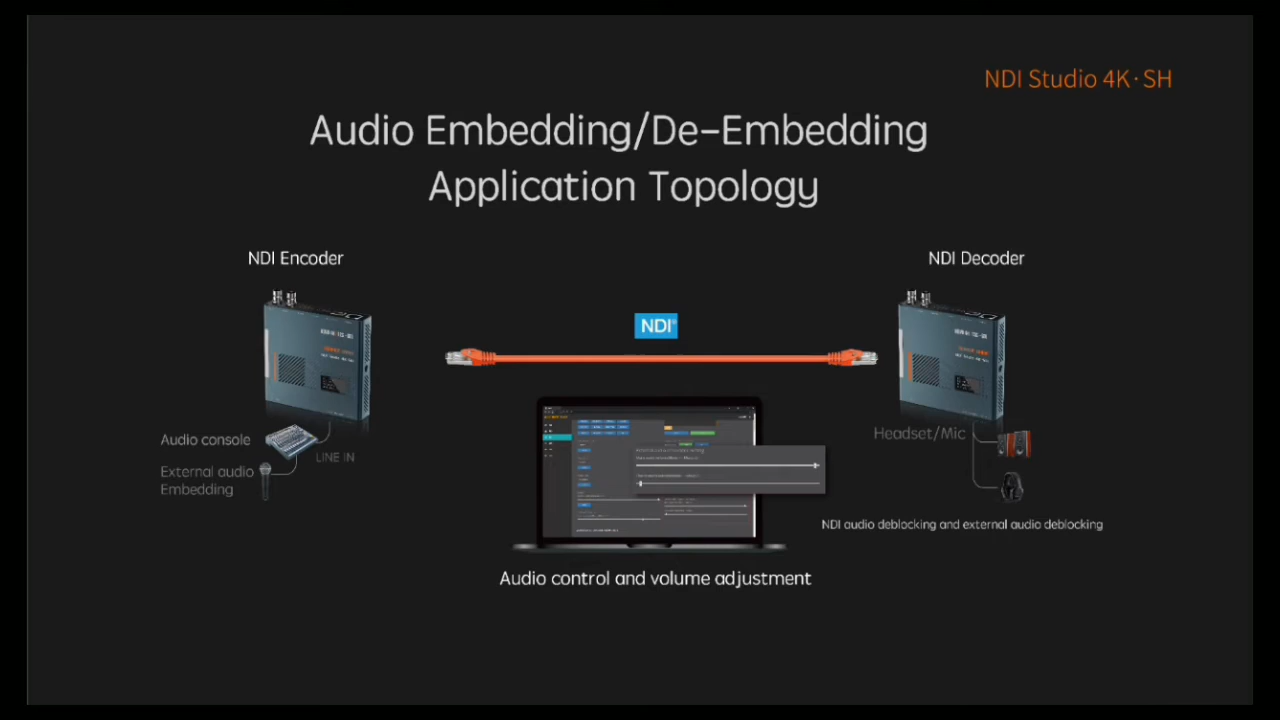 NDI Studio 4K·SH
Audio Embedding/De-Embedding
Application Topology
NDI Encoder
NDI Decoder
NDI®
Audio console
LINE IN
External audio
Embedding
Headset/Mic
NDI audio deblocking and external audio deblocking
Audio control and volume adjustment